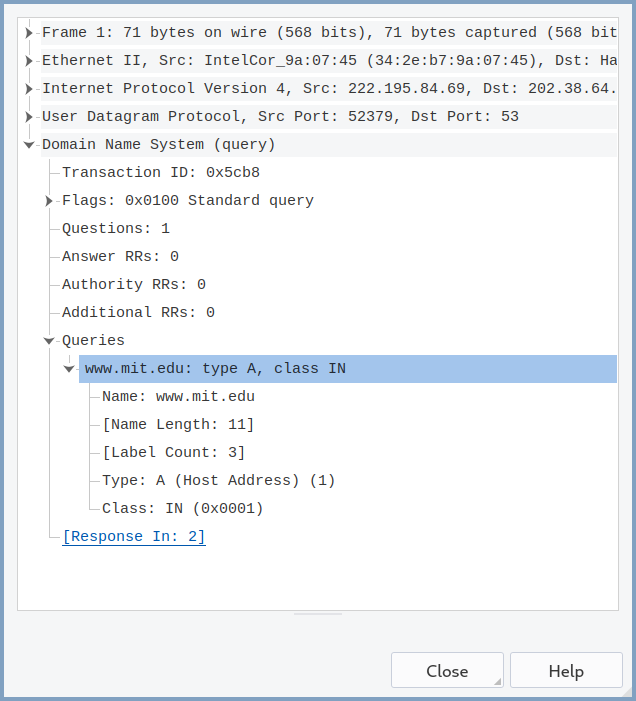 Frame 1: 71 bytes on wire (568 bits), 71 bytes captured (568 bit
Ethernet II, Src: IntelCor_9a:07:45 (34:2e:b7:9a:07:45), Dst: Ha
Internet Protocol Version 4, Src: 222.195.84.69, Dst: 202.38.64.
User Datagram Protocol, Src Port: 52379, Dst Port: 53
Domain Name System (query)
Transaction ID: 0x5cb8
Flags: 0x0100 Standard query
Questions: 1
Answer RRs: 0
Authority RRs: 0
Additional RRs: 0
Queries
www.mit.edu: type A, class IN
Name: www.mit.edu
[Name Length: 11]
[Label Count: 3]
Type: A (Host Address) (1)
Class: IN (0x0001)
[Response In: 2]
Close Help